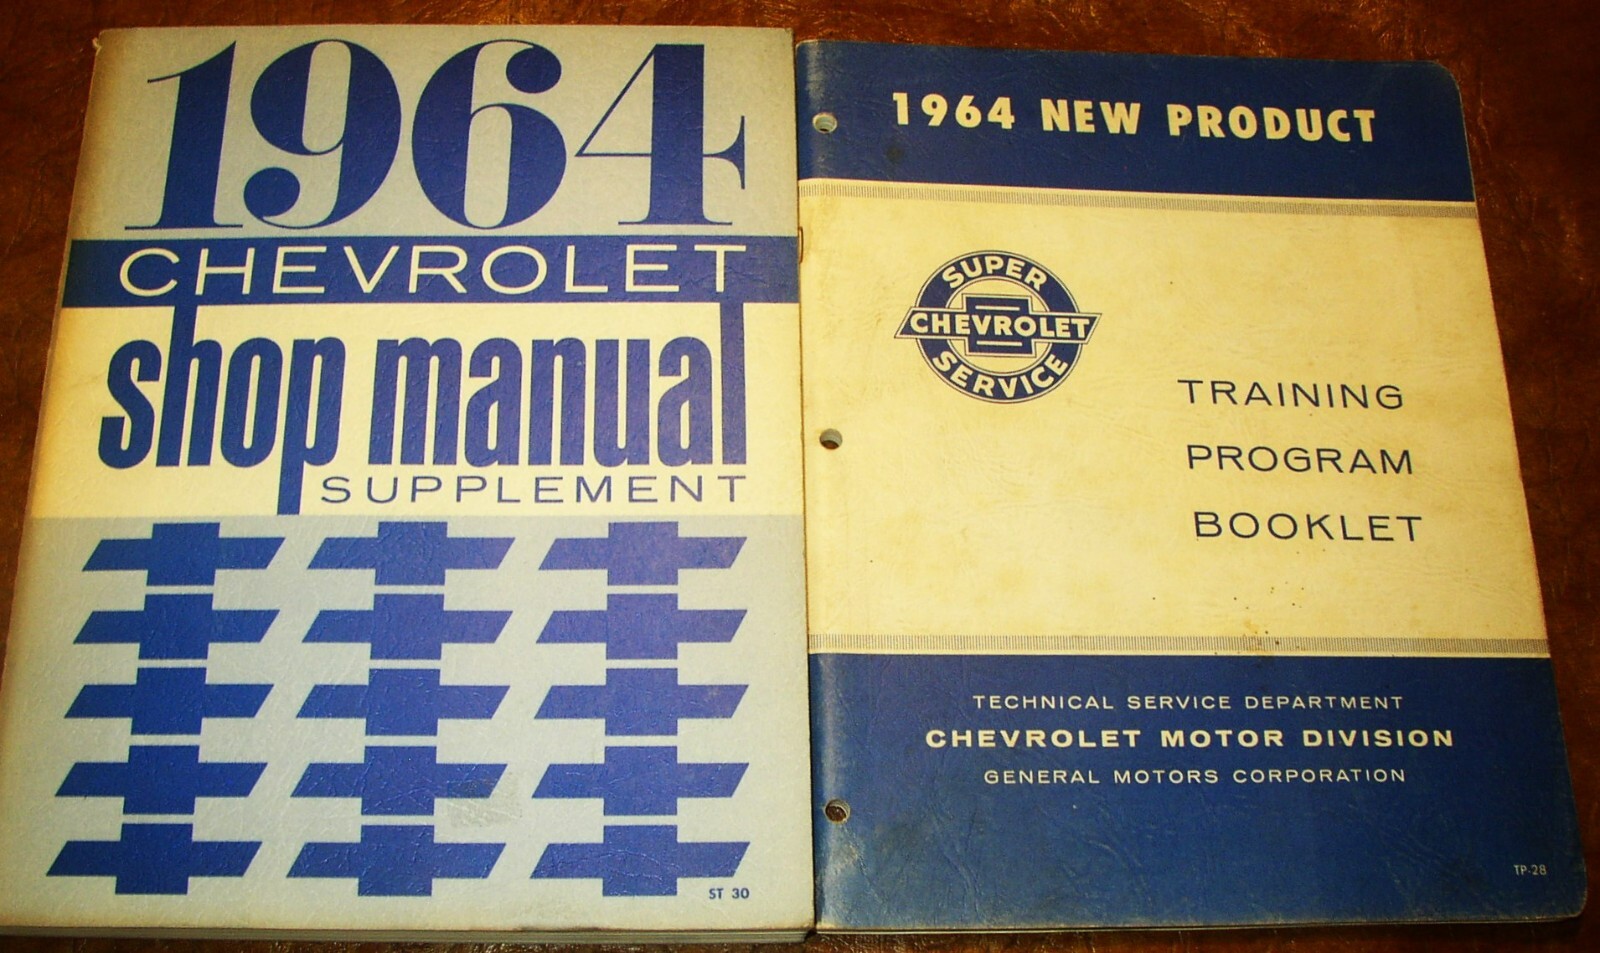 1964
CHEVROLET
shop manual
SUPPLEMENT
ST 30
1964 NEW PRODUCT
SUPER
CHEVROLET
SERVICE
TRAINING
PROGRAM
BOOKLET
TECHNICAL SERVICE DEPARTMENT
CHEVROLET MOTOR DIVISION
GENERAL MOTORS CORPORATION
TP-28